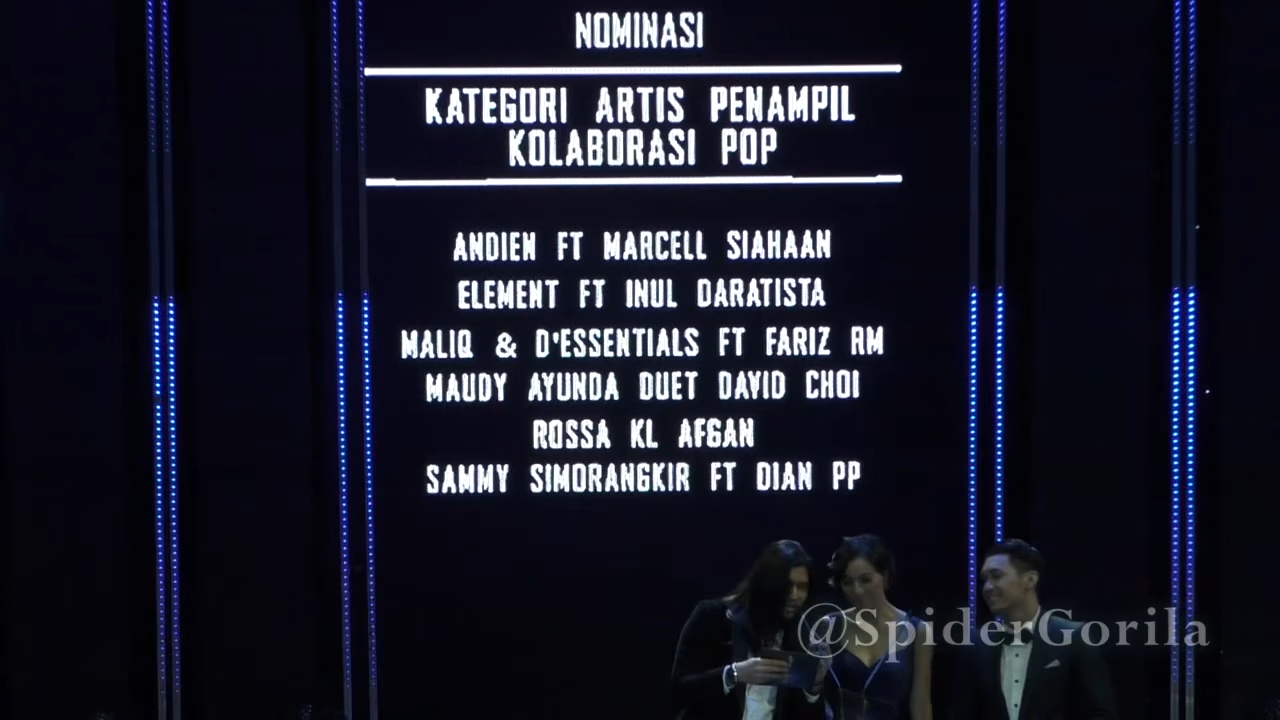 NOMINASI
KATEGORI ARTIS PENAMPIL
KOLABORASI POP
ANDIEN FT MARCELL SIAHAAN
ELEMENT FT INUL DARATISTA
MALIQ & D'ESSENTIALS FT FARIZ RM
MAUDY AYUNDA DUET DAVID CHOI
ROSSA KL AFGAN
SAMMY SIMORANGKIR FT DIAN PP
@SpiderGorila